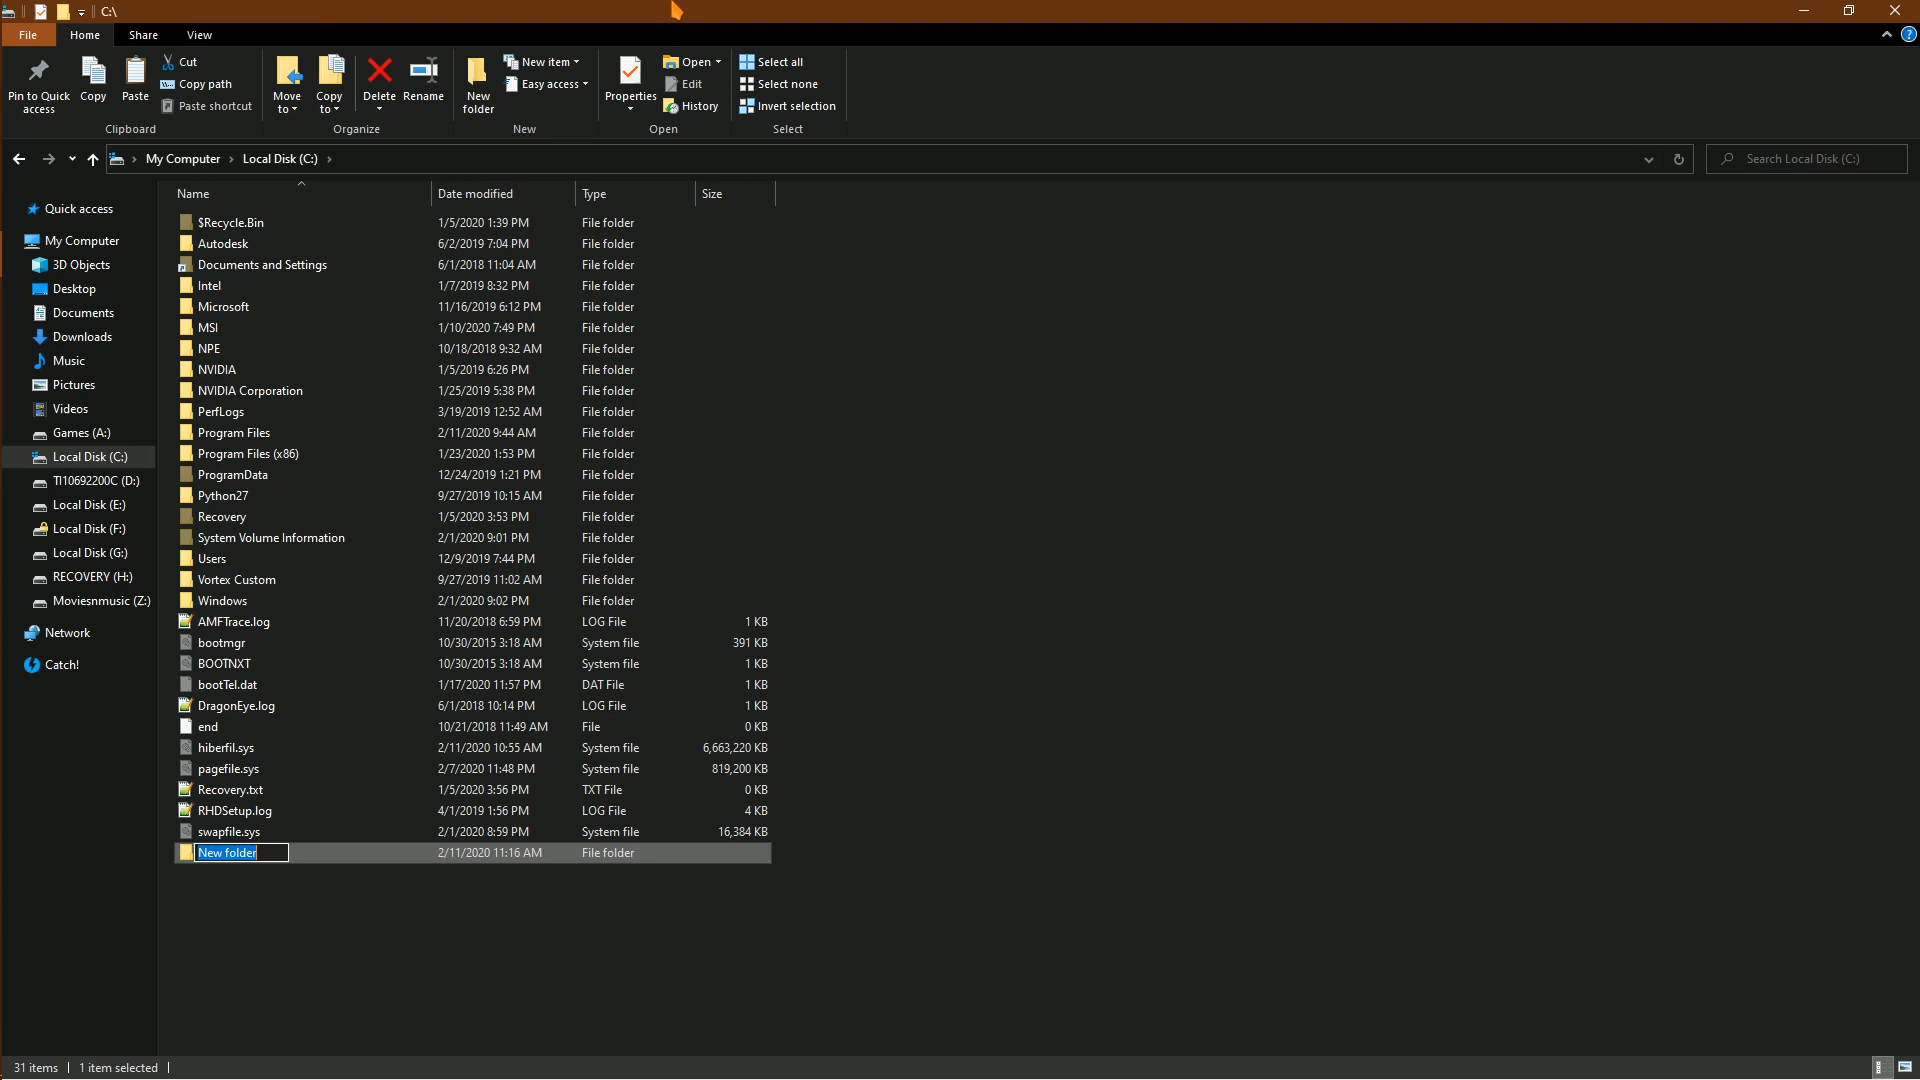 C:\
File Home Share View
Pin to Quick access
Copy
Paste
Cut
Copy path
Paste shortcut
Clipboard
Move to
Copy to
Delete
Rename
Organize
New folder
New item
Easy access
New
Properties
Open
Edit
History
Open
Select all
Select none
Invert selection
Select
My Computer Local Disk (C:)
Search Local Disk (C:)
Quick access
My Computer
3D Objects
Desktop
Documents
Downloads
Music
Pictures
Videos
Games (A:)
Local Disk (C:)
TI10692200C (D:)
Local Disk (E:)
Local Disk (F:)
Local Disk (G:)
RECOVERY (H:)
Moviesnmusic (Z:)
Network
Catch!
Name Date modified Type Size
$Recycle.Bin 1/5/2020 1:39 PM File folder
Autodesk 6/2/2019 7:04 PM File folder
Documents and Settings 6/1/2018 11:04 AM File folder
Intel 1/7/2019 8:32 PM File folder
Microsoft 11/16/2019 6:12 PM File folder
MSI 1/10/2020 7:49 PM File folder
NPE 10/18/2018 9:32 AM File folder
NVIDIA 1/5/2019 6:26 PM File folder
NVIDIA Corporation 1/25/2019 5:38 PM File folder
PerfLogs 3/19/2019 12:52 AM File folder
Program Files 2/11/2020 9:44 AM File folder
Program Files (x86) 1/23/2020 1:53 PM File folder
ProgramData 12/24/2019 1:21 PM File folder
Python27 9/27/2019 10:15 AM File folder
Recovery 1/5/2020 3:53 PM File folder
System Volume Information 2/1/2020 9:01 PM File folder
Users 12/9/2019 7:44 PM File folder
Vortex Custom 9/27/2019 11:02 AM File folder
Windows 2/1/2020 9:02 PM File folder
AMFTrace.log 11/20/2018 6:59 PM LOG File 1 KB
bootmgr 10/30/2015 3:18 AM System file 391 KB
BOOTNXT 10/30/2015 3:18 AM System file 1 KB
bootTel.dat 1/17/2020 11:57 PM DAT File 1 KB
DragonEye.log 6/1/2018 10:14 PM LOG File 1 KB
end 10/21/2018 11:49 AM File 0 KB
hiberfil.sys 2/11/2020 10:55 AM System file 6,663,220 KB
pagefile.sys 2/7/2020 11:48 PM System file 819,200 KB
Recovery.txt 1/5/2020 3:56 PM TXT File 0 KB
RHDSetup.log 4/1/2019 1:56 PM LOG File 4 KB
swapfile.sys 2/1/2020 8:59 PM System file 16,384 KB
New folder 2/11/2020 11:16 AM File folder
31 items 1 item selected